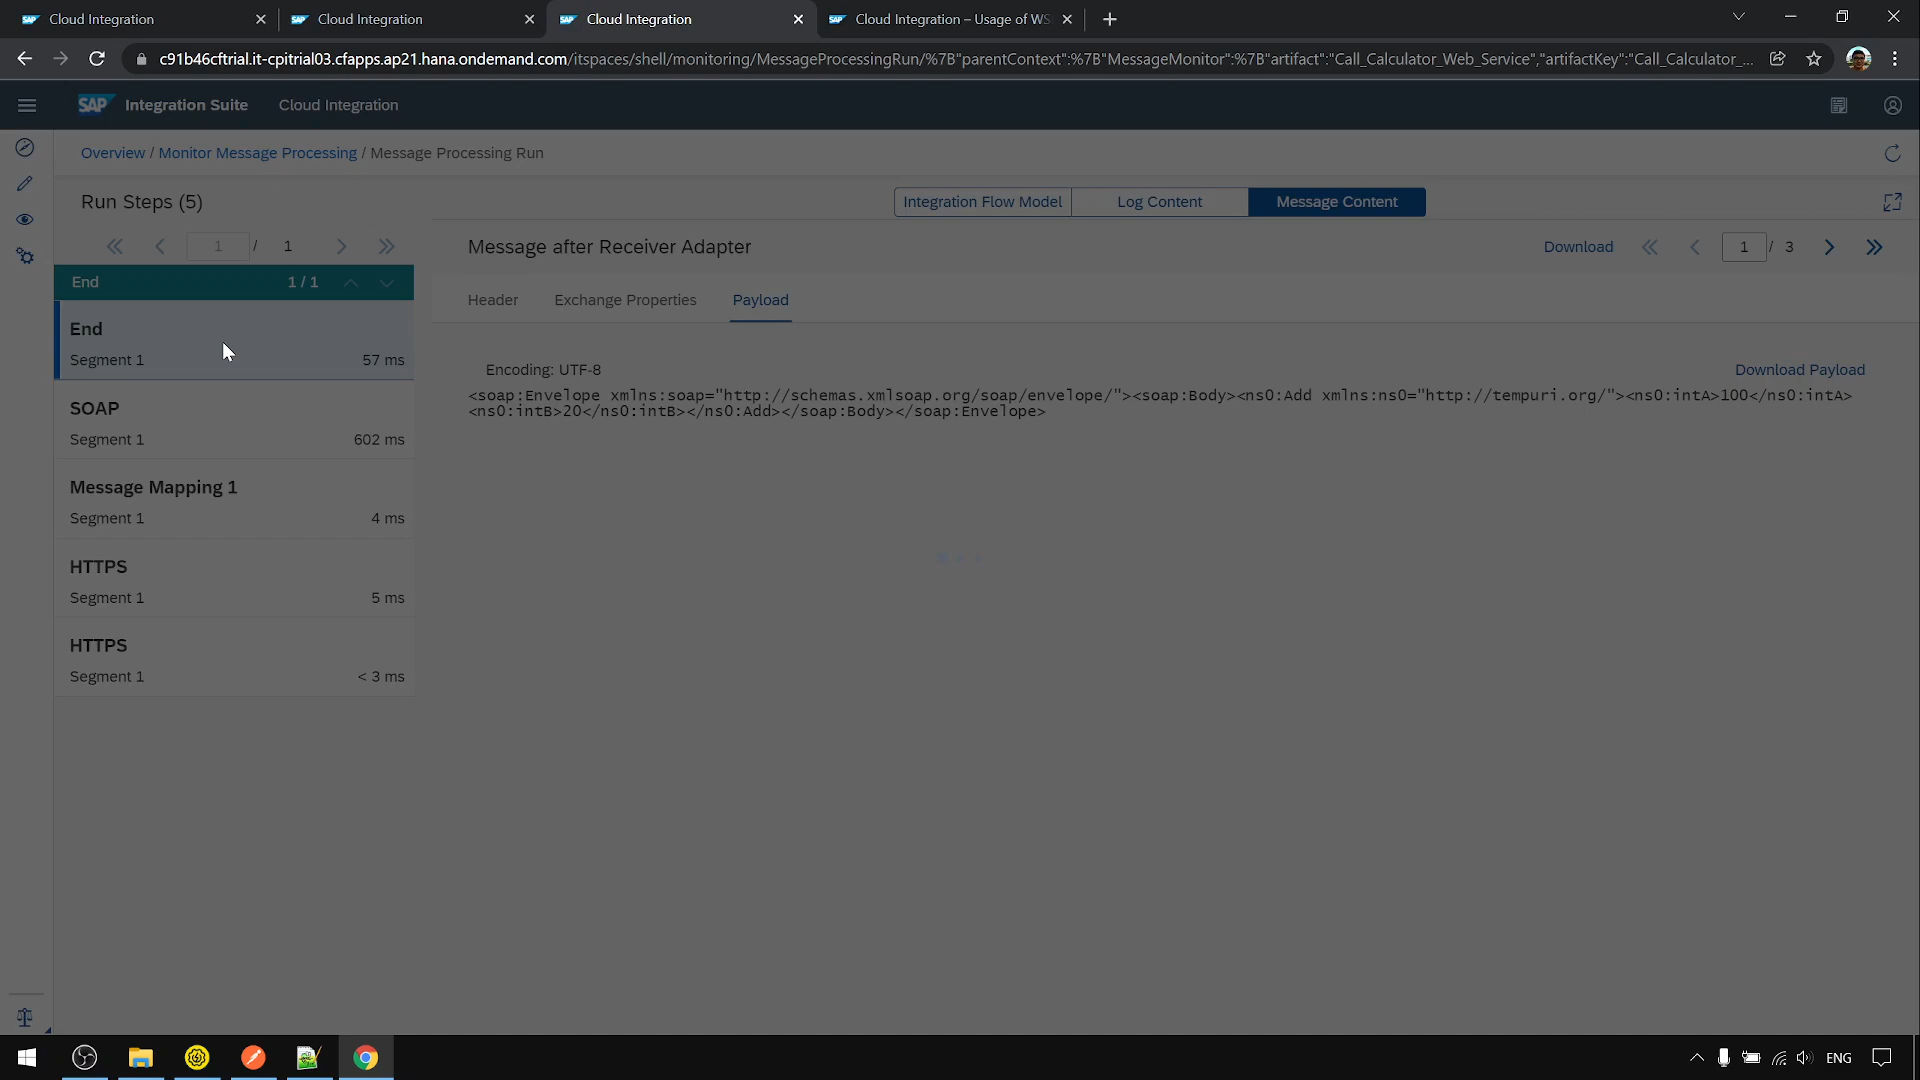 Cloud Integration
Cloud Integration
Cloud Integration
Cloud Integration – Usage of WS
c91b46cftrial.it-cpitrial03.cfapps.ap21.hana.ondemand.com/itspaces/shell/monitoring/MessageProcessingRun/%7B"parentContext":%7B"MessageMonitor":%7B"artifact":"Call_Calculator_Web_Service","artifactKey":"Call_Calculator_...
SAP Integration Suite Cloud Integration
Overview / Monitor Message Processing / Message Processing Run
Run Steps (5)
Integration Flow Model
Log Content
Message Content
1 / 1
Message after Receiver Adapter
Download
1 / 3
End 1 / 1
Header
Exchange Properties
Payload
End
Segment 1 57 ms
Encoding: UTF-8
Download Payload
<soap:Envelope xmlns:soap="http://schemas.xmlsoap.org/soap/envelope/"><soap:Body><ns0:Add xmlns:ns0="http://tempuri.org/"><ns0:intA>100</ns0:intA>
<ns0:intB>20</ns0:intB></ns0:Add></soap:Body></soap:Envelope>
SOAP
Segment 1 602 ms
Message Mapping 1
Segment 1 4 ms
HTTPS
Segment 1 5 ms
HTTPS
Segment 1 < 3 ms
ENG